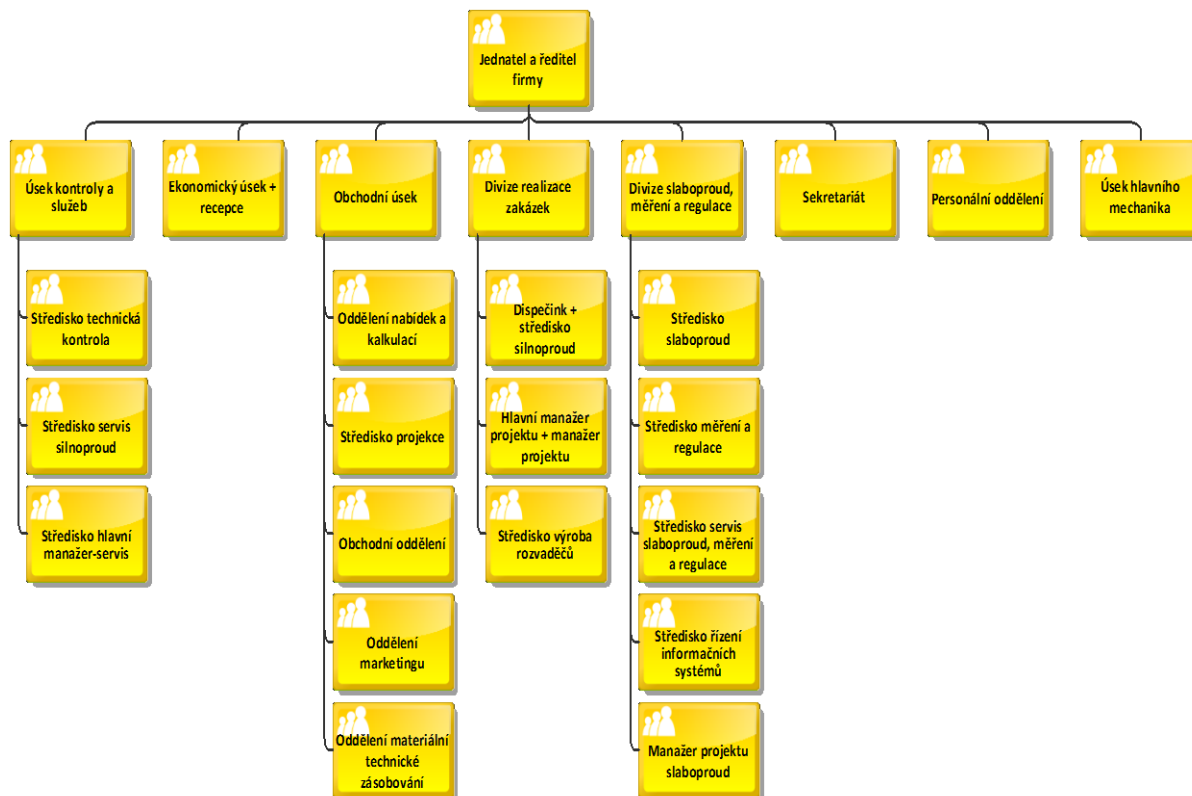 Jednatel a ředitel
firmy
Úsek kontroly a
služeb
Ekonomický úsek +
recepce
Obchodní úsek
Divize realizace
zakázek
Divize slaboproud,
měření a regulace
Sekretariát
Personální oddělení
Úsek hlavního
mechanika
Středisko technická
kontrola
Středisko servis
silnoproud
Středisko hlavní
manažer-servis
Oddělení nabídek a
kalkulací
Středisko projekce
Obchodní oddělení
Oddělení
marketingu
Oddělení materiální
technické
zásobování
Dispečink +
středisko
silnoproud
Hlavní manažer
projektu + manažer
projektu
Středisko výroba
rozvaděčů
Středisko
slaboproud
Středisko měření a
regulace
Středisko servis
slaboproud, měření
a regulace
Středisko řízení
informačních
systémů
Manažer projektu
slaboproud